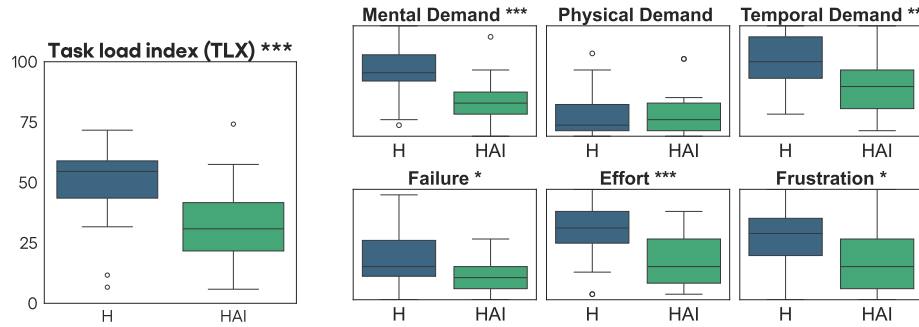 Task load index (TLX) ***
100
75
50
25
0
H HAI
Mental Demand *** Physical Demand Temporal Demand **
H HAI H HAI H HAI
Failure * Effort *** Frustration *
H HAI H HAI H HAI